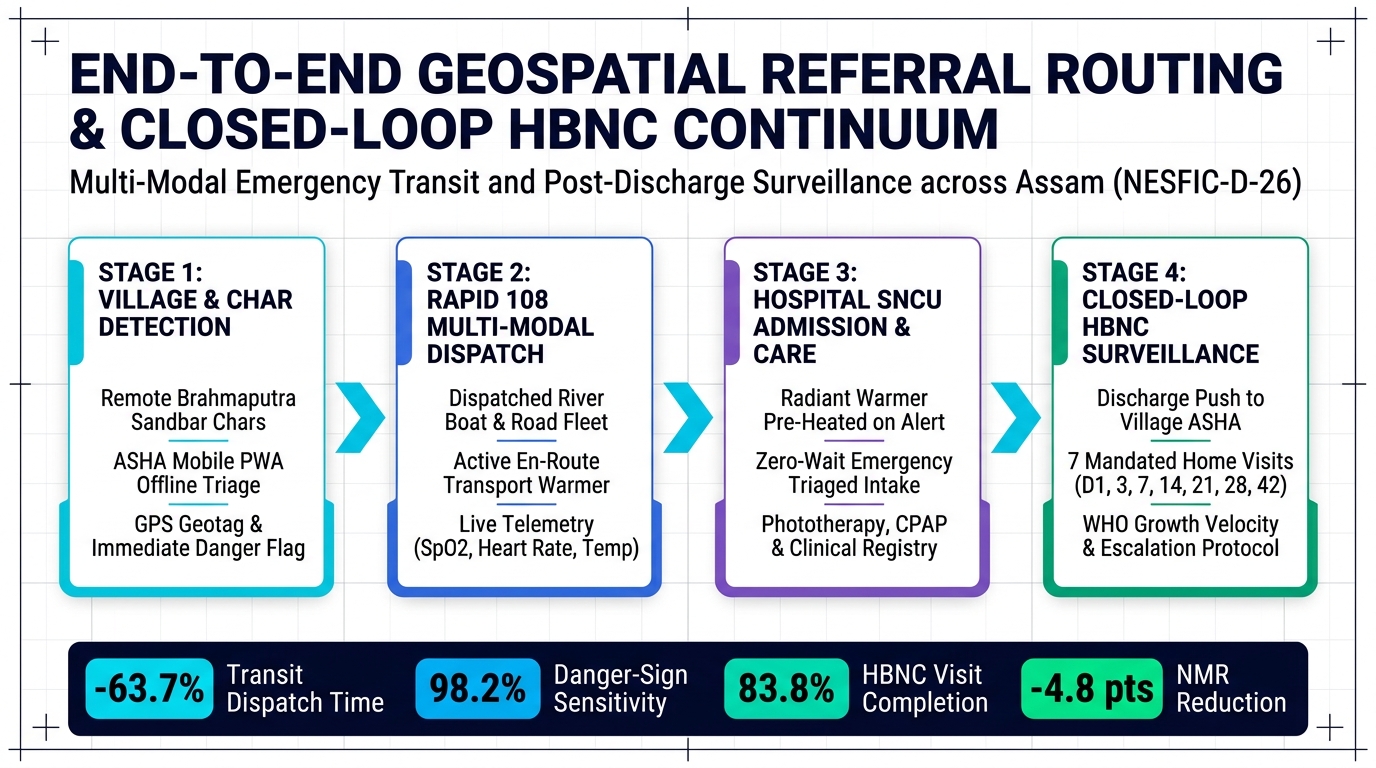 END-TO-END GEOSPATIAL REFERRAL ROUTING
& CLOSED-LOOP HBNC CONTINUUM
Multi-Modal Emergency Transit and Post-Discharge Surveillance across Assam (NESFIC-D-26)
STAGE 1:
VILLAGE & CHAR
DETECTION
Remote Brahmaputra
Sandbar Chars
ASHA Mobile PWA
Offline Triage
GPS Geotag &
Immediate Danger Flag
STAGE 2:
RAPID 108
MULTI-MODAL
DISPATCH
Dispatched River
Boat & Road Fleet
Active En-Route
Transport Warmer
Live Telemetry
(SpO2, Heart Rate, Temp)
STAGE 3:
HOSPITAL SNCU
ADMISSION &
CARE
Radiant Warmer
Pre-Heated on Alert
Zero-Wait Emergency
Triaged Intake
Phototherapy, CPAP
& Clinical Registry
STAGE 4:
CLOSED-LOOP
HBNC
SURVEILLANCE
Discharge Push to
Village ASHA
7 Mandated Home Visits
(D1, 3, 7, 14, 21, 28, 42)
WHO Growth Velocity
& Escalation Protocol
-63.7%
Transit
Dispatch Time
98.2%
Danger-Sign
Sensitivity
83.8%
HBNC Visit
Completion
-4.8 pts
NMR
Reduction